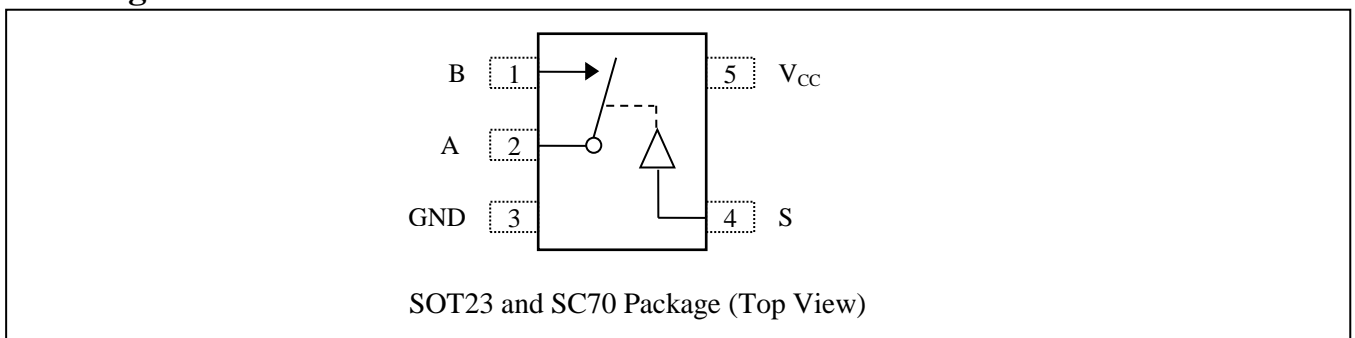 B 1 5 VCC
A 2
GND 3 4 S
SOT23 and SC70 Package (Top View)